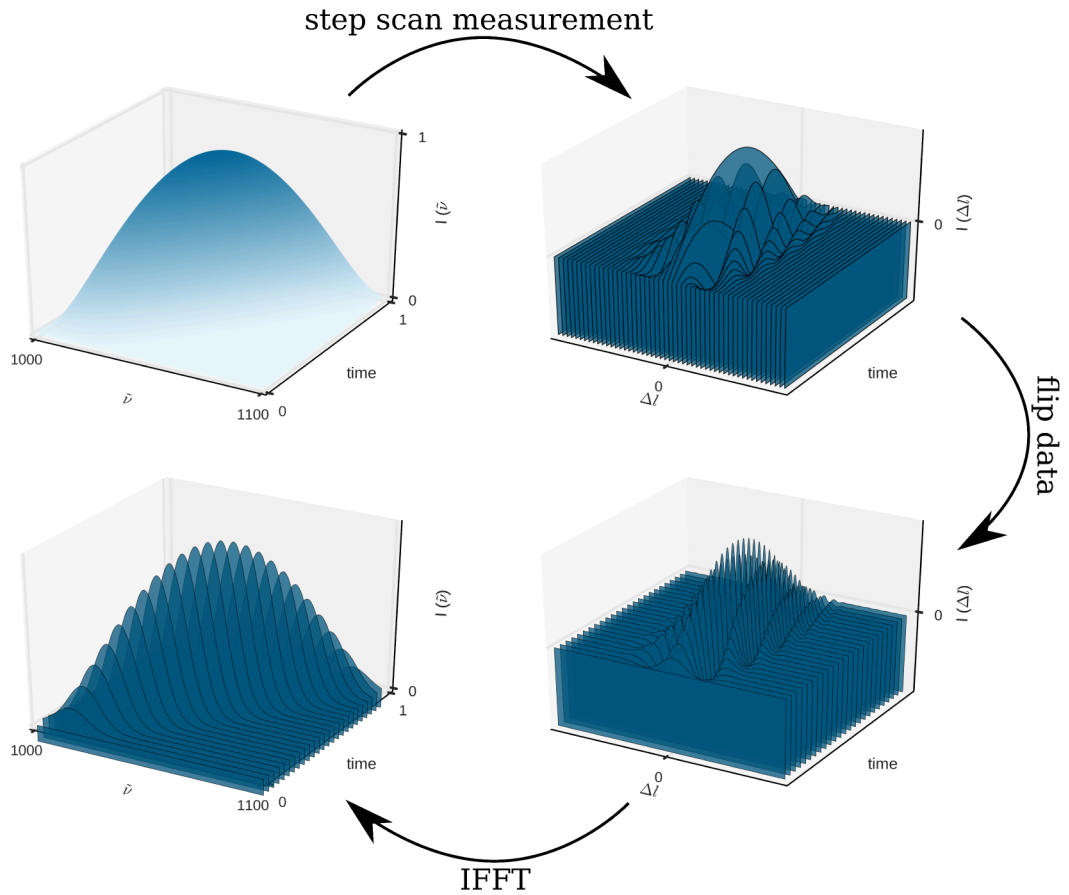 step scan measurement
1
I (ν̃
0
1
time
1000
ν̃
1100 0
0
I (Δl)
time
0
Δl
flip data
0
I (ν̃)
1
time
1000
ν̃
1100 0
0
I (Δl)
time
0
Δl
IFFT